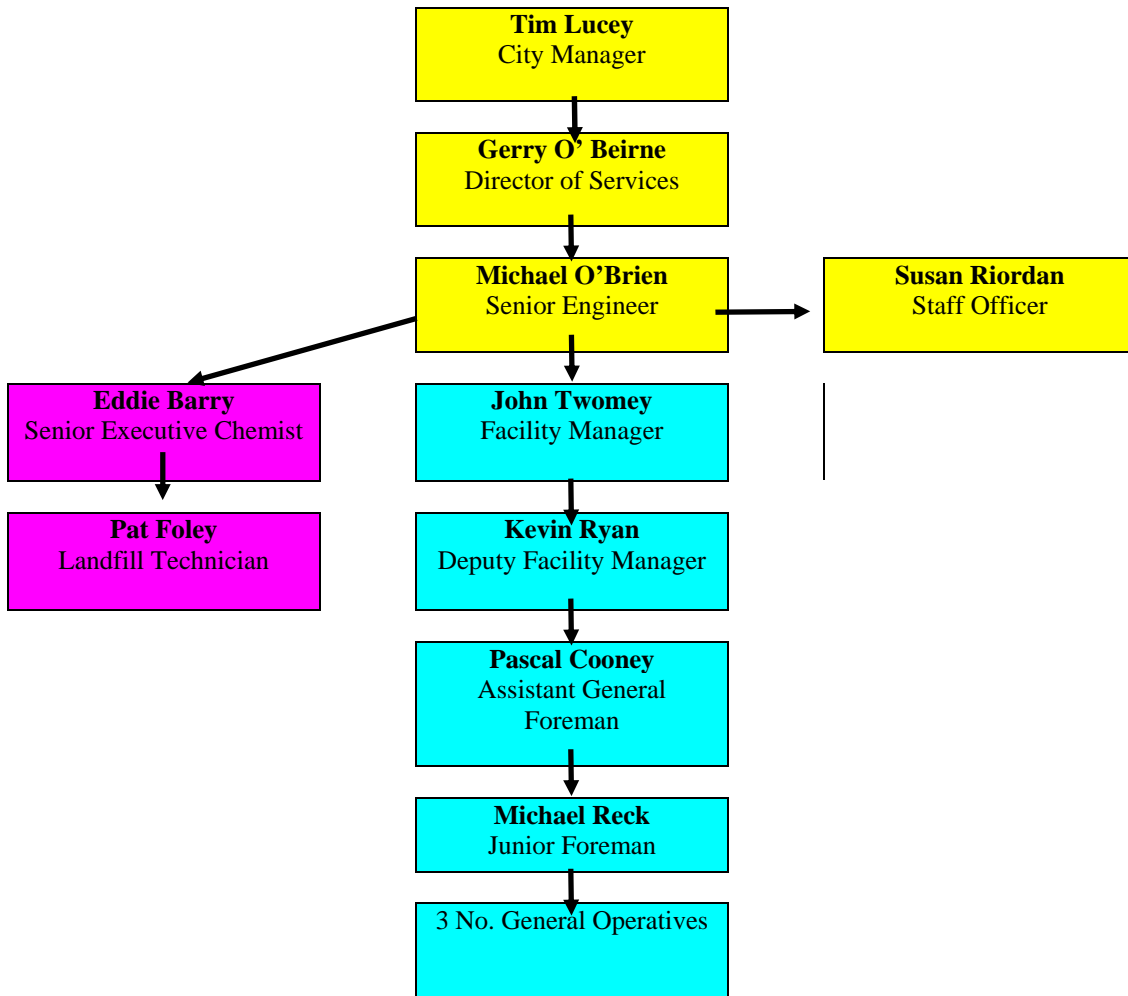 Tim Lucey
City Manager
Gerry O' Beirne
Director of Services
Michael O’Brien
Senior Engineer
Susan Riordan
Staff Officer
Eddie Barry
Senior Executive Chemist
John Twomey
Facility Manager
Pat Foley
Landfill Technician
Kevin Ryan
Deputy Facility Manager
Pascal Cooney
Assistant General
Foreman
Michael Reck
Junior Foreman
3 No. General Operatives